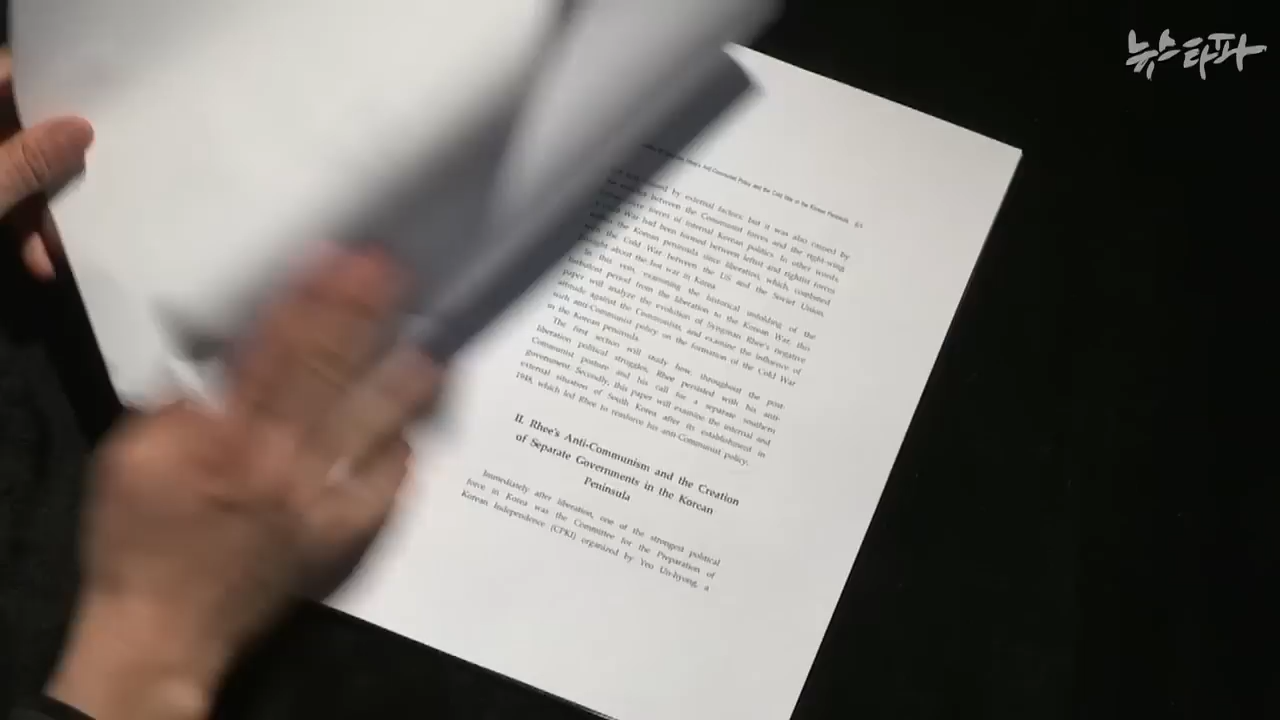 뉴스타파
Rhee's Anti-Communist Policy and the Cold War in the Korean Peninsula 61
by external factors; but it was also caused by
between the Communist forces and the right-wing
forces of internal Korean politics. In other words,
War had been formed between leftist and rightist forces
the Korean peninsula since liberation, which, combined
the Cold War between the US and the Soviet Union,
brought about the hot war in Korea.
In this vein, examining the historical unfolding of the
turbulent period from the liberation to the Korean War, this
paper will analyze the evolution of Syngman Rhee's negative
attitude against the Communists, and examine the influence of
such anti-Communist policy on the formation of the Cold War
in the Korean peninsula.
The first section will study how, throughout the post-
liberation political struggles, Rhee persisted with his anti-
Communist posture and his call for a separate southern
government. Secondly, this paper will examine the internal and
external situation of South Korea after its establishment in
1948, which led Rhee to reinforce his anti-Communist policy.
II. Rhee's Anti-Communism and the Creation
of Separate Governments in the Korean
Peninsula
Immediately after liberation, one of the strongest political
force in Korea was the Committee for the Preparation of
Korean Independence (CPKI) organized by Yeo Un-hyong, a